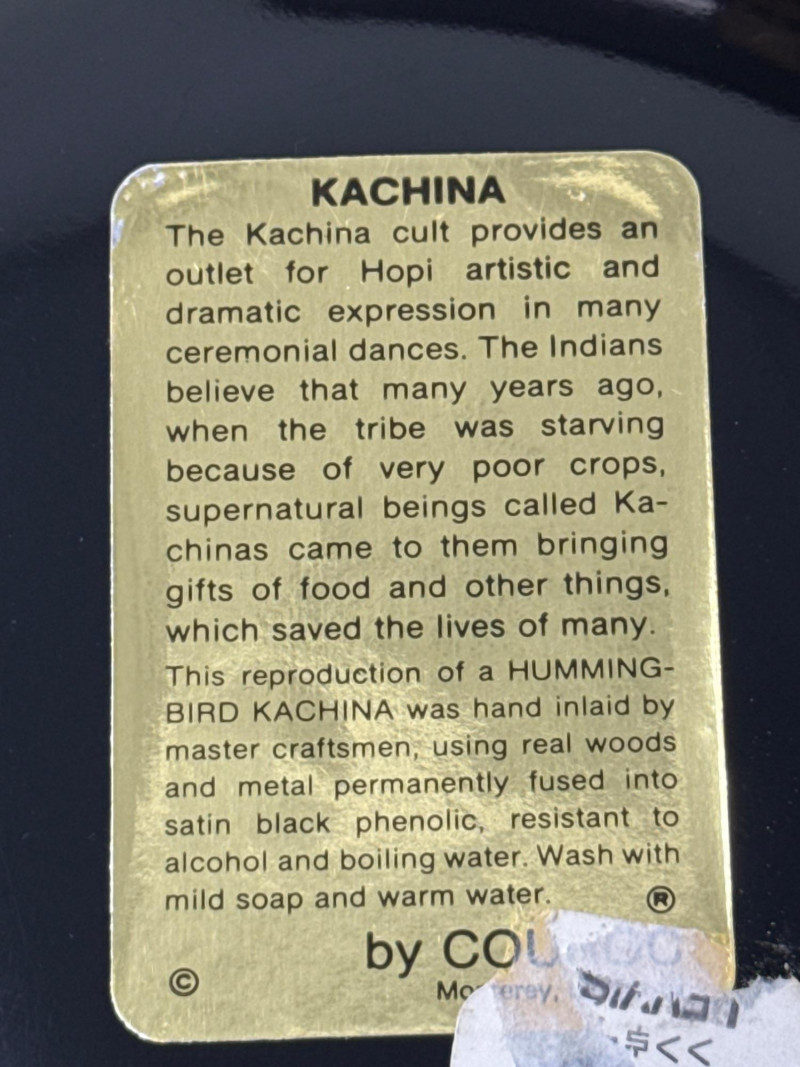 KACHINA
The Kachina cult provides an
outlet for Hopi artistic and
dramatic expression in many
ceremonial dances. The Indians
believe that many years ago,
when the tribe was starving
because of very poor crops,
supernatural beings called Ka-
chinas came to them bringing
gifts of food and other things,
which saved the lives of many.
This reproduction of a HUMMING-
BIRD KACHINA was hand inlaid by
master craftsmen, using real woods
and metal permanently fused into
satin black phenolic, resistant to
alcohol and boiling water. Wash with
mild soap and warm water. ®
by COUROC
© Monterey,